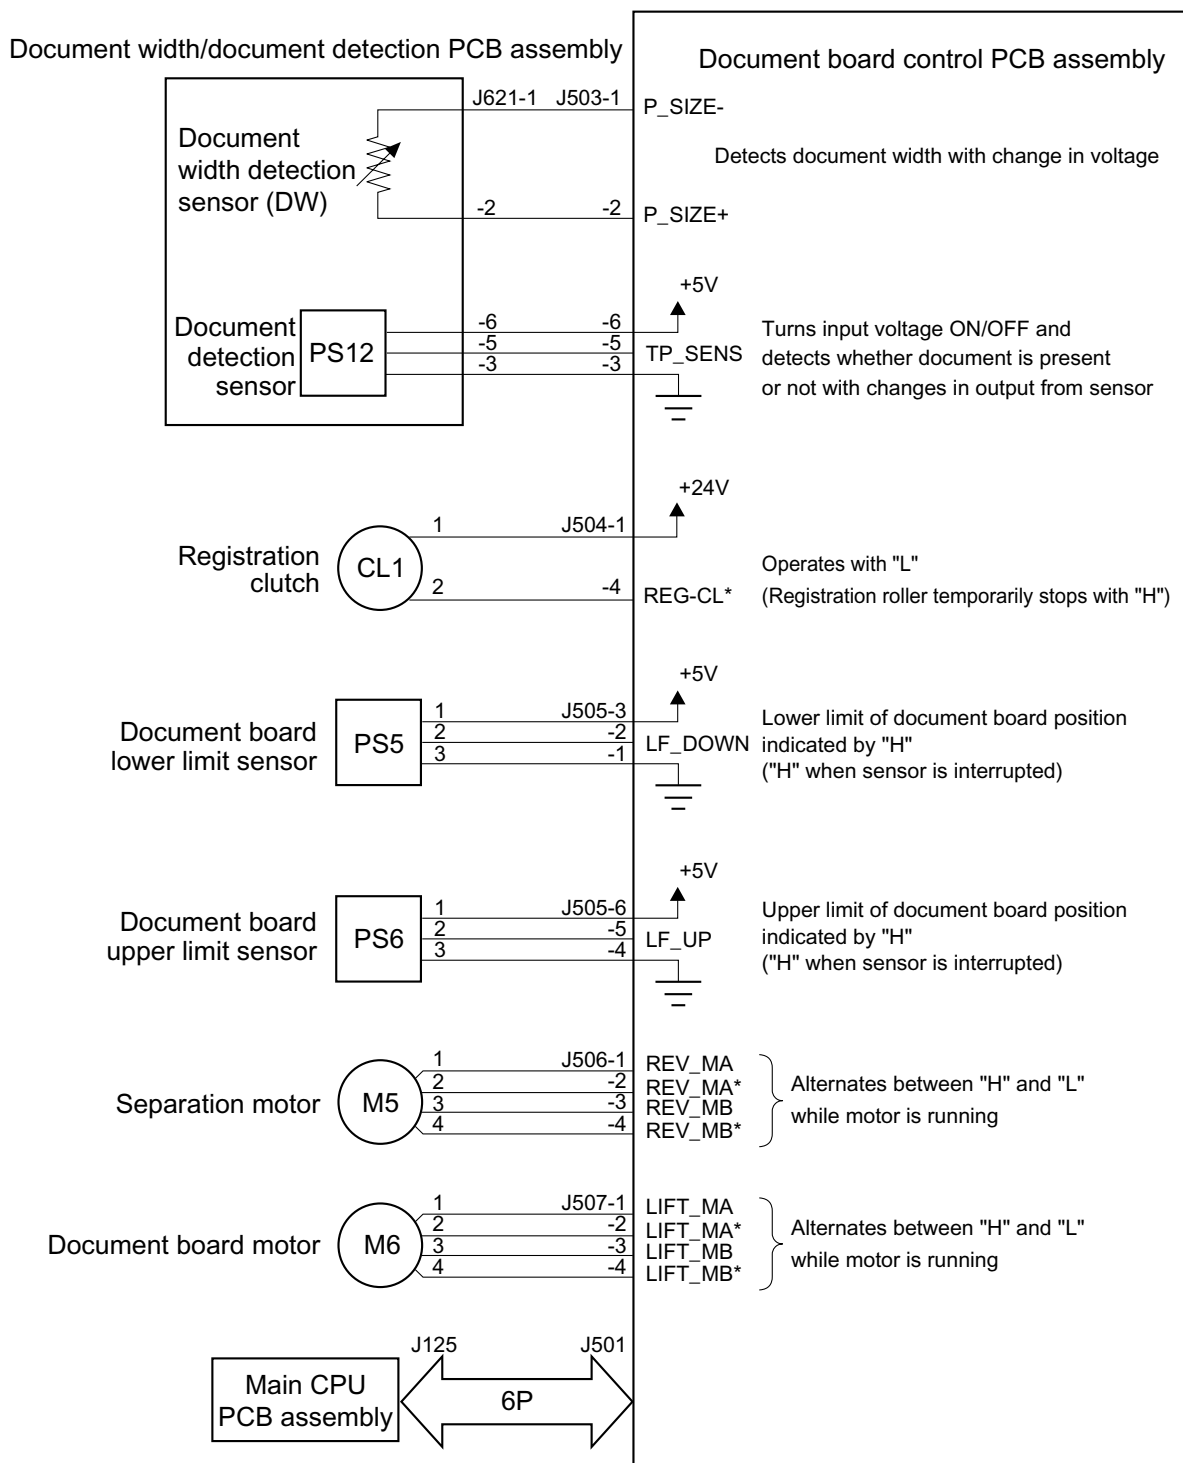 Document width/document detection PCB assembly
Document board control PCB assembly
J621-1 J503-1 P_SIZE-
Document
width detection
sensor (DW)
Detects document width with change in voltage
-2 -2 P_SIZE+
+5V
Document
detection
sensor
PS12
-6 -6
-5 -5 TP_SENS
-3 -3
Turns input voltage ON/OFF and
detects whether document is present
or not with changes in output from sensor
+24V
Registration
clutch
CL1
1 J504-1
2 -4 REG-CL*
Operates with "L"
(Registration roller temporarily stops with "H")
+5V
Document board
lower limit sensor
PS5
1 J505-3
2 -2 LF_DOWN
3 -1
Lower limit of document board position
indicated by "H"
("H" when sensor is interrupted)
+5V
Document board
upper limit sensor
PS6
1 J505-6
2 -5 LF_UP
3 -4
Upper limit of document board position
indicated by "H"
("H" when sensor is interrupted)
Separation motor
M5
1 J506-1 REV_MA
2 -2 REV_MA*
3 -3 REV_MB
4 -4 REV_MB*
Alternates between "H" and "L"
while motor is running
Document board motor
M6
1 J507-1 LIFT_MA
2 -2 LIFT_MA*
3 -3 LIFT_MB
4 -4 LIFT_MB*
Alternates between "H" and "L"
while motor is running
J125 J501
Main CPU
PCB assembly
6P